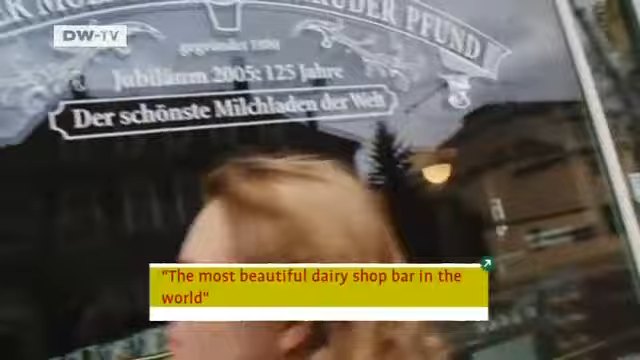 DW-TV
PFUND
gegründet 1880
Jubiläum 2005: 125 Jahre
Der schönste Milchladen der Welt
"The most beautiful dairy shop bar in the
world"